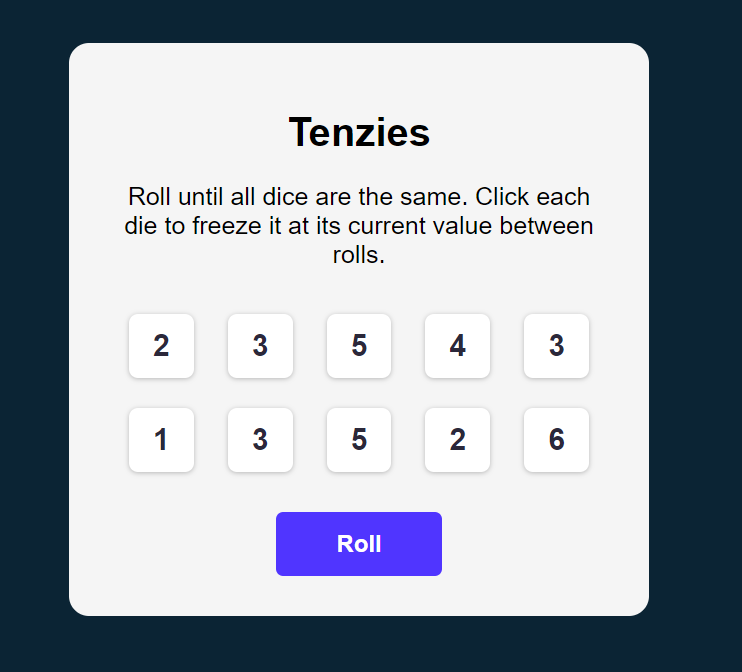 Tenzies
Roll until all dice are the same. Click each
die to freeze it at its current value between
rolls.
2 3 5 4 3
1 3 5 2 6
Roll